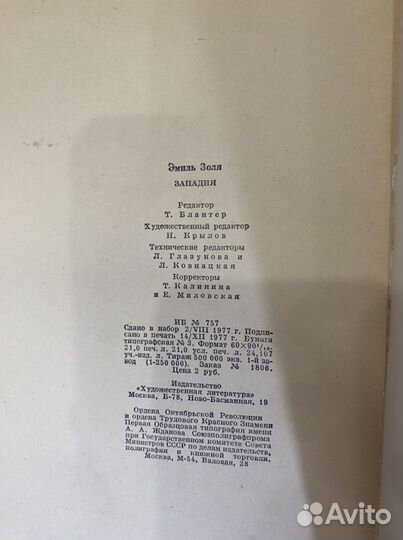 Эмиль Золя
ЗАПАДНЯ
Редактор
Т. Блантер
Художественный редактор
Н. Крылов
Технические редакторы
Л. Глазунова и
Л. Ковнацкая
Корректоры
Т. Калинина
и Е. Миловская
ИБ № 757
Сдано в набор 2/VIII 1977 г. Подписано
в печать 14/XII 1977 г. Бумага
типографская № 3. Формат 60×90¹/₁₆.
21,0 печ. л. 21,0 усл. печ. л. 24,107
уч.-изд. л. Тираж 500 000 экз. 1-й завод
(1-250 000). Заказ № 1806.
Цена 2 руб.
Издательство
«Художественная литература»
Москва, Б-78, Ново-Басманная, 19
Ордена Октябрьской Революции
и ордена Трудового Красного Знамени
Первая Образцовая типография имени
А. А. Жданова Союзполиграфпрома
при Государственном комитете Совета
Министров СССР по делам издательств,
полиграфии и книжной торговли.
Москва, М-54, Валовая, 28
Avito